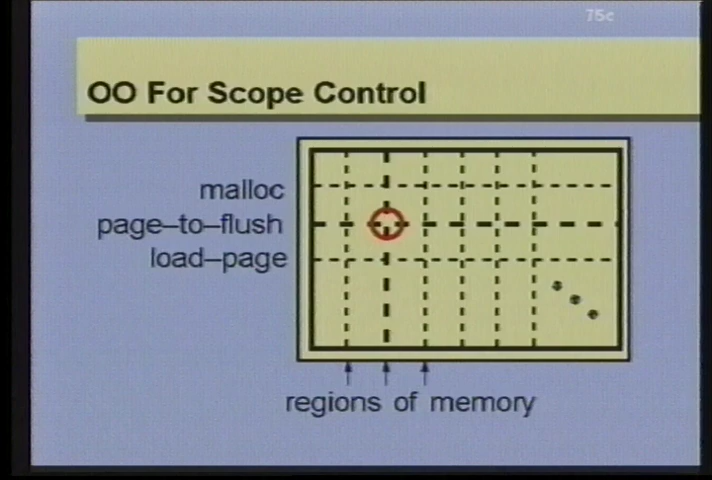 75c
OO For Scope Control
malloc
page–to–flush
load–page
regions of memory